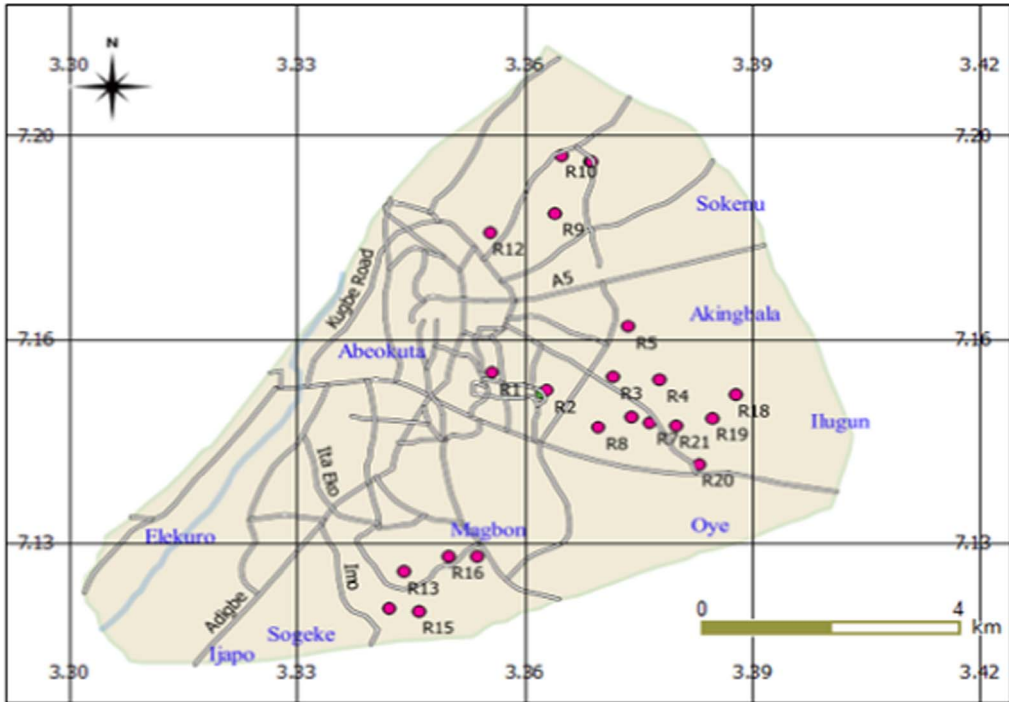 N
3.30 3.33 3.36 3.39 3.42
7.20 7.20
R10
Sokenu
R9
R12
Kugbe Road
A5
Akingbala
R5
7.16 7.16
Abeokuta
R1
R2
R3
R4
R18
Ilugun
R8
R7
R21
R19
R20
Ita Eko
Elekuro
Magbon
Oye
7.13 7.13
R16
R13
Imo
R15
Adigbe
Sogeke
Ijapo
0 4
km
3.30 3.33 3.36 3.39 3.42